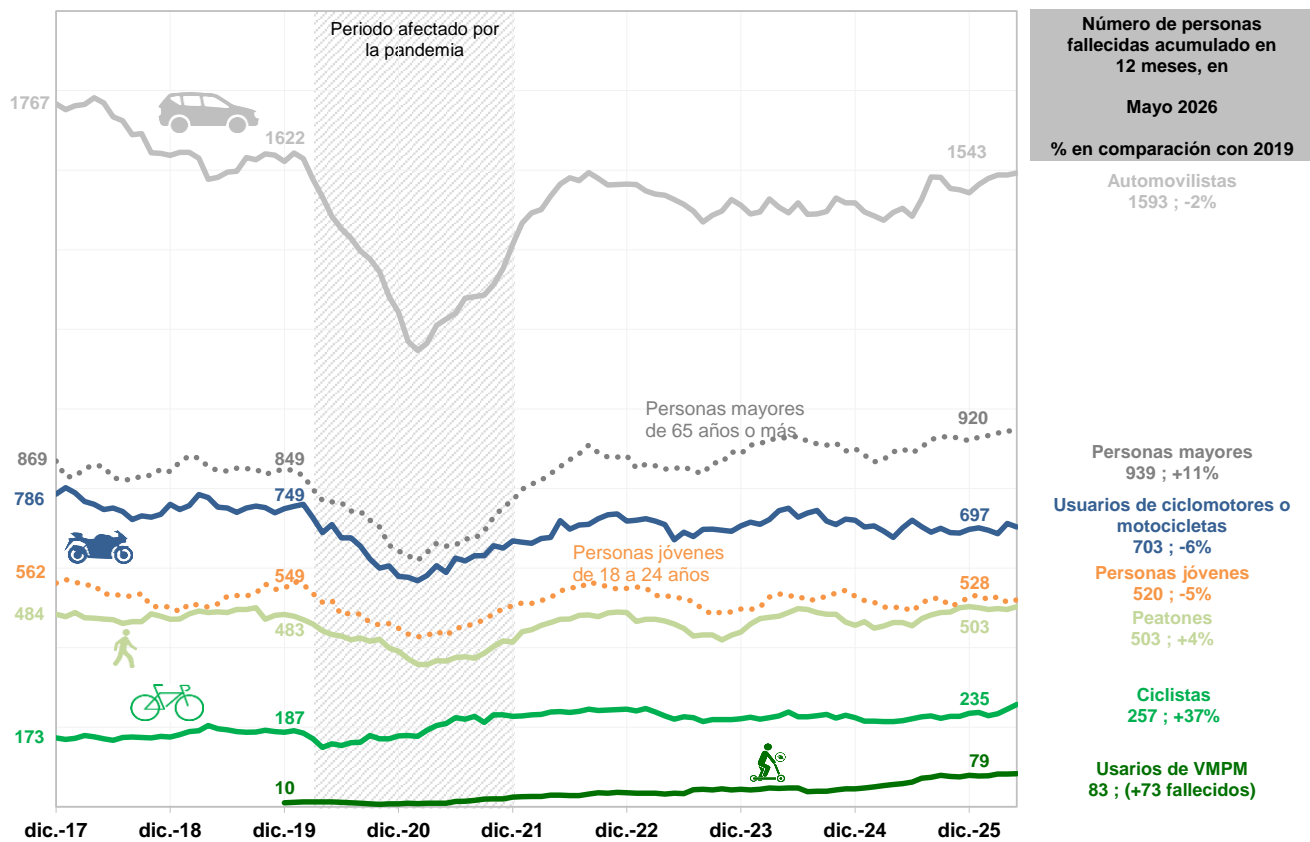 Periodo afectado por
la pandemia
1767
1622
1543
Personas mayores
de 65 años o más
920
869
849
786
749
697
Personas jóvenes
de 18 a 24 años
562
549
528
484
483
503
187
235
173
10
79
dic.-17
dic.-18
dic.-19
dic.-20
dic.-21
dic.-22
dic.-23
dic.-24
dic.-25
Número de personas
fallecidas acumulado en
12 meses, en
Mayo 2026
% en comparación con 2019
Automovilistas
1593 ; -2%
Personas mayores
939 ; +11%
Usuarios de ciclomotores o
motocicletas
703 ; -6%
Personas jóvenes
520 ; -5%
Peatones
503 ; +4%
Ciclistas
257 ; +37%
Usarios de VMPM
83 ; (+73 fallecidos)